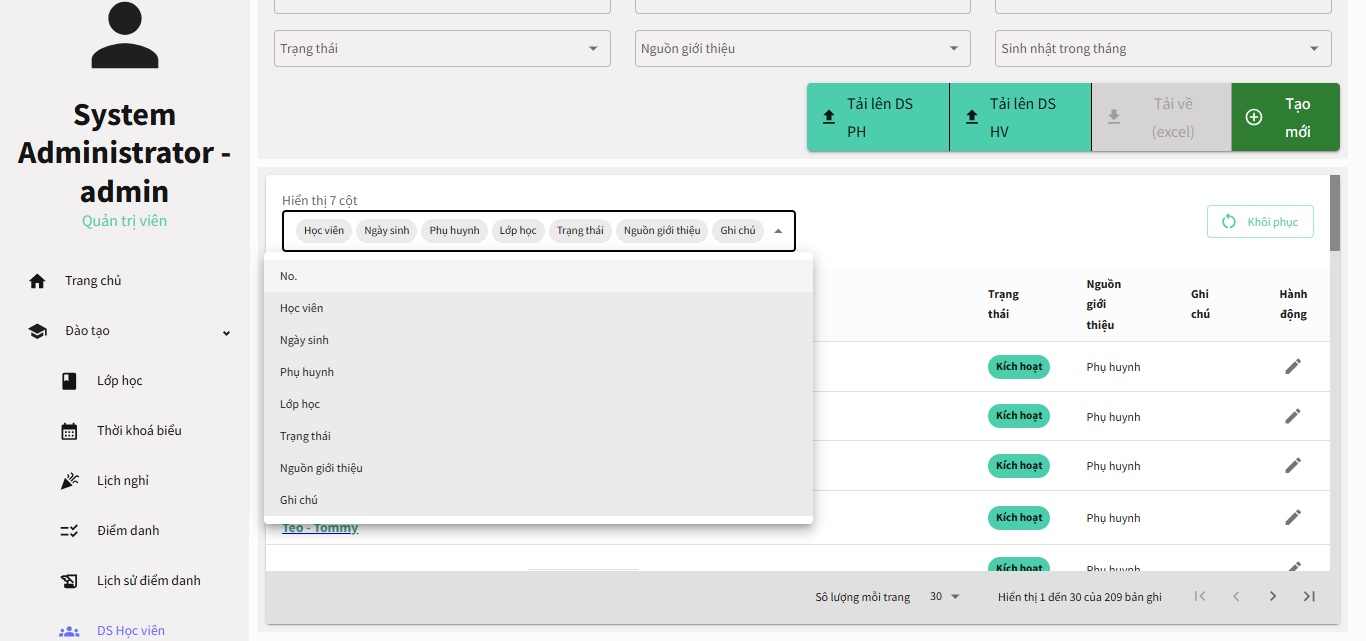 System
Administrator -
admin
Quản trị viên
Trang chủ
Đào tạo
Lớp học
Thời khoá biểu
Lịch nghỉ
Điểm danh
Lịch sử điểm danh
DS Học viên
Trạng thái
Nguồn giới thiệu
Sinh nhật trong tháng
Tải lên DS
PH
Tải lên DS
HV
Tải về
(excel)
Tạo
mới
Hiển thị 7 cột
Học viên
Ngày sinh
Phụ huynh
Lớp học
Trạng thái
Nguồn giới thiệu
Ghi chú
Khôi phục
No.
Học viên
Ngày sinh
Phụ huynh
Lớp học
Trạng thái
Nguồn giới thiệu
Ghi chú
Trạng
thái
Nguồn
giới
thiệu
Ghi
chú
Hành
động
Kích hoạt
Phụ huynh
Kích hoạt
Phụ huynh
Kích hoạt
Phụ huynh
Teo - Tommy
Kích hoạt
Phụ huynh
Kích hoạt
Phụ huynh
Số lượng mỗi trang
30
Hiển thị 1 đến 30 của 209 bản ghi